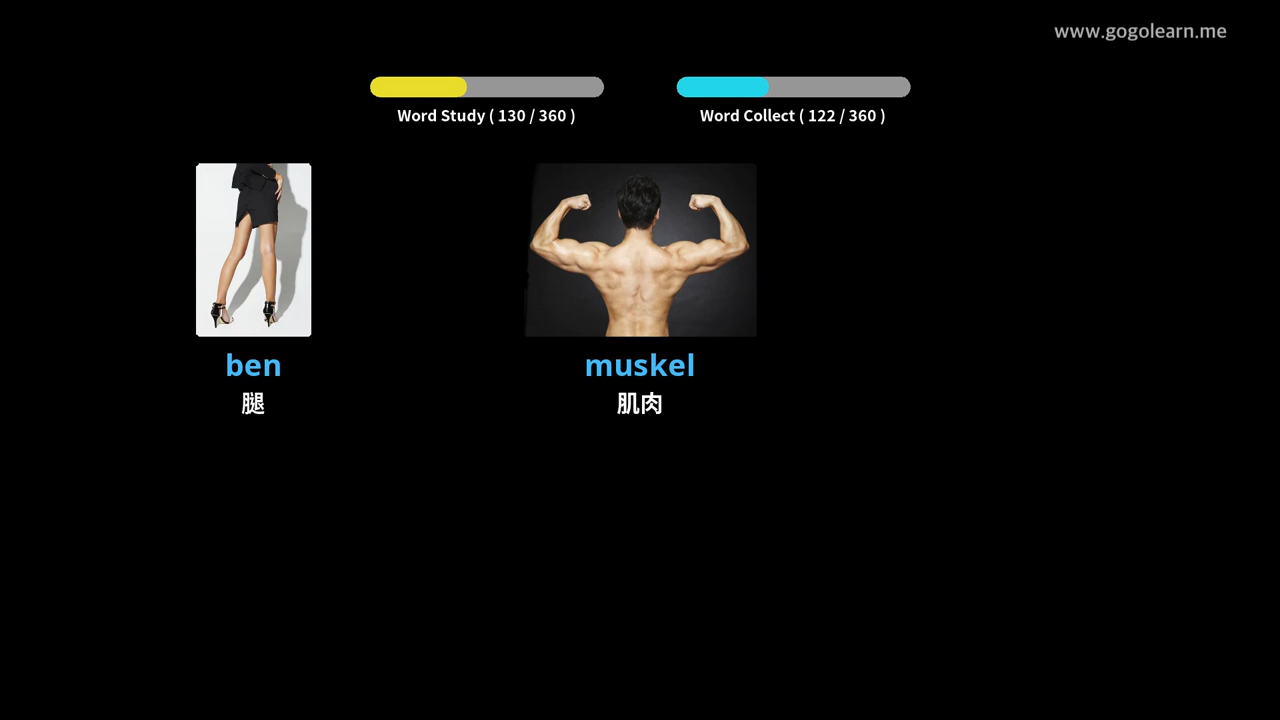 www.gogolearn.me
Word Study ( 130 / 360 )
Word Collect ( 122 / 360 )
ben
腿
muskel
肌肉